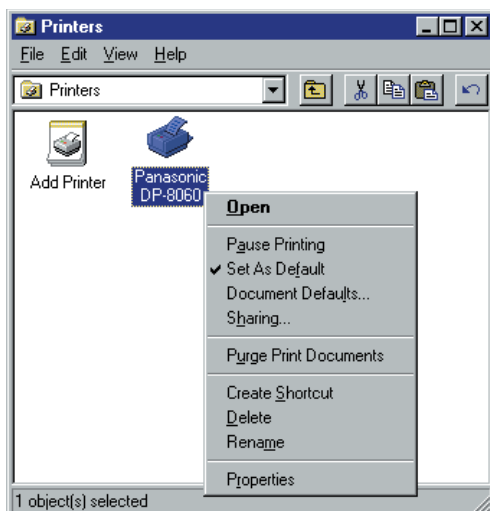 Printers
File Edit View Help
Printers
Add Printer
Panasonic
DP-8060
Open
Pause Printing
Set As Default
Document Defaults...
Sharing...
Purge Print Documents
Create Shortcut
Delete
Rename
Properties
1 object(s) selected